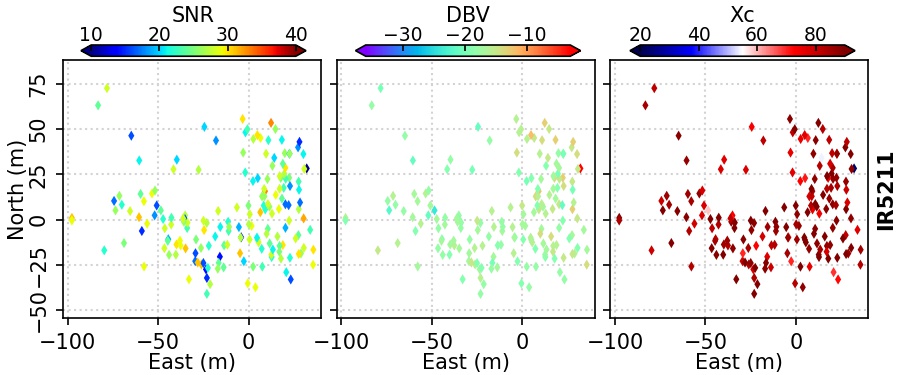 SNR DBV Xc
10 20 30 40 −30 −20 −10 20 40 60 80
75
50
25
0
−25
−50
North (m)
−100 −50 0 −100 −50 0 −100 −50 0
East (m) East (m) East (m)
IR5211